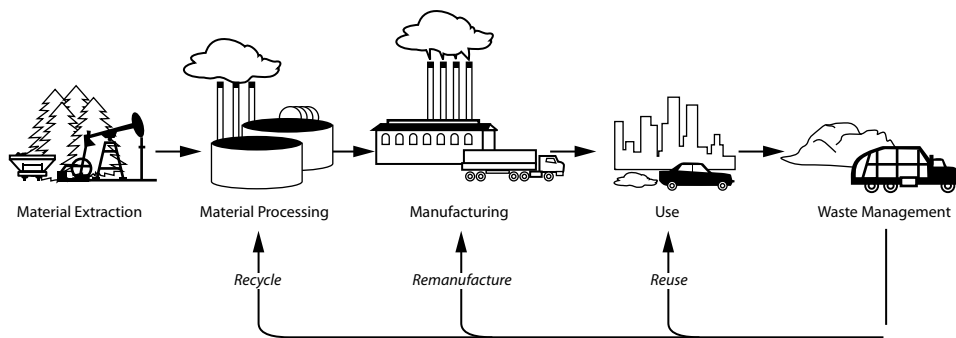 Material Extraction
Material Processing
Manufacturing
Use
Waste Management
Recycle
Remanufacture
Reuse